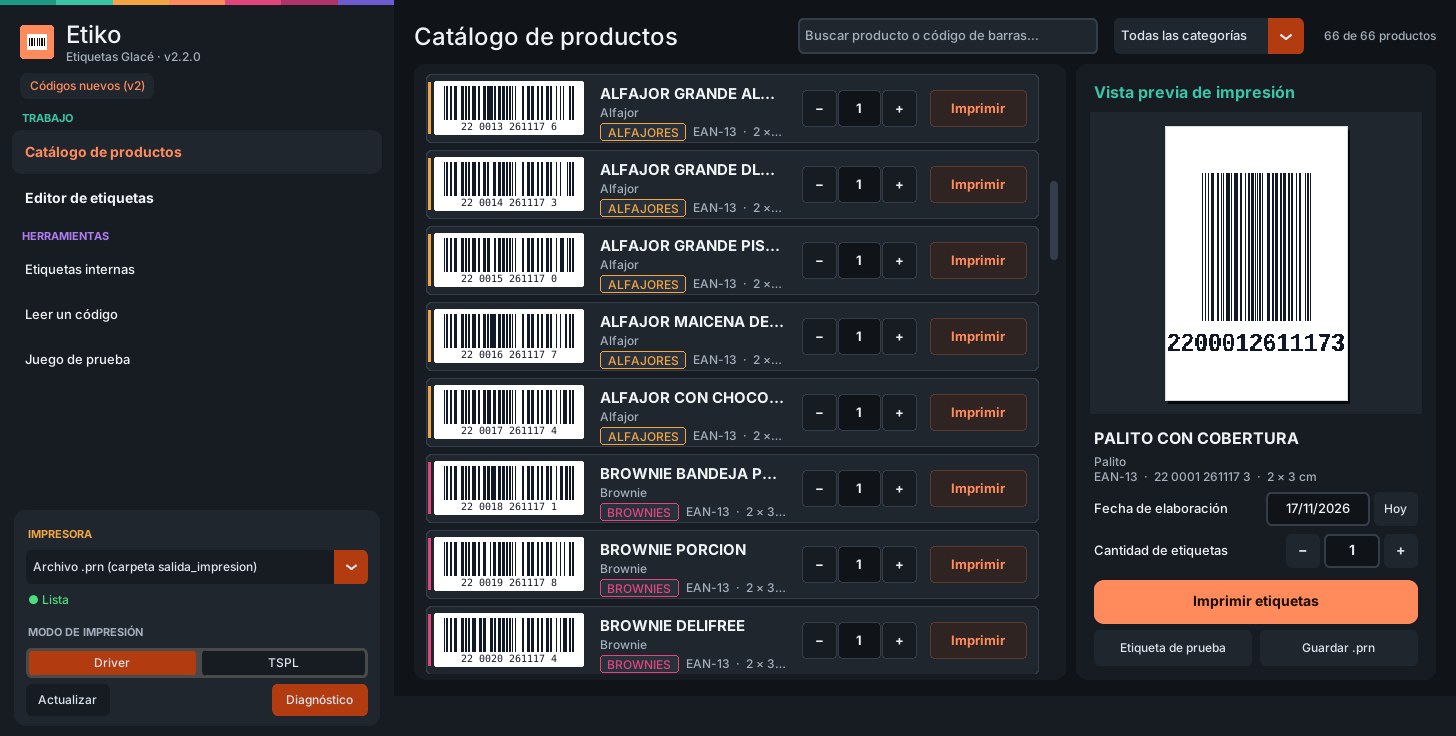 Etiko
Etiquetas Glacé · v2.2.0
Códigos nuevos (v2)
TRABAJO
Catálogo de productos
Editor de etiquetas
HERRAMIENTAS
Etiquetas internas
Leer un código
Juego de prueba
IMPRESORA
Archivo .prn (carpeta salida_impresion)
Lista
MODO DE IMPRESIÓN
Driver
TSPL
Actualizar
Diagnóstico
Catálogo de productos
Buscar producto o código de barras...
Todas las categorías
66 de 66 productos
22 0013 261117 6
ALFAJOR GRANDE AL...
Alfajor
ALFAJORES EAN-13 · 2 ×...
− 1 + Imprimir
22 0014 261117 3
ALFAJOR GRANDE DL...
Alfajor
ALFAJORES EAN-13 · 2 ×...
− 1 + Imprimir
22 0015 261117 0
ALFAJOR GRANDE PIS...
Alfajor
ALFAJORES EAN-13 · 2 ×...
− 1 + Imprimir
22 0016 261117 7
ALFAJOR MAICENA DE...
Alfajor
ALFAJORES EAN-13 · 2 ×...
− 1 + Imprimir
22 0017 261117 4
ALFAJOR CON CHOCO...
Alfajor
ALFAJORES EAN-13 · 2 ×...
− 1 + Imprimir
22 0018 261117 1
BROWNIE BANDEJA P...
Brownie
BROWNIES EAN-13 · 2 × 3...
− 1 + Imprimir
22 0019 261117 8
BROWNIE PORCION
Brownie
BROWNIES EAN-13 · 2 × 3...
− 1 + Imprimir
22 0020 261117 4
BROWNIE DELIFREE
Brownie
BROWNIES EAN-13 · 2 × 3...
− 1 + Imprimir
Vista previa de impresión
2200012611173
PALITO CON COBERTURA
Palito
EAN-13 · 22 0001 261117 3 · 2 × 3 cm
Fecha de elaboración 17/11/2026 Hoy
Cantidad de etiquetas − 1 +
Imprimir etiquetas
Etiqueta de prueba
Guardar .prn